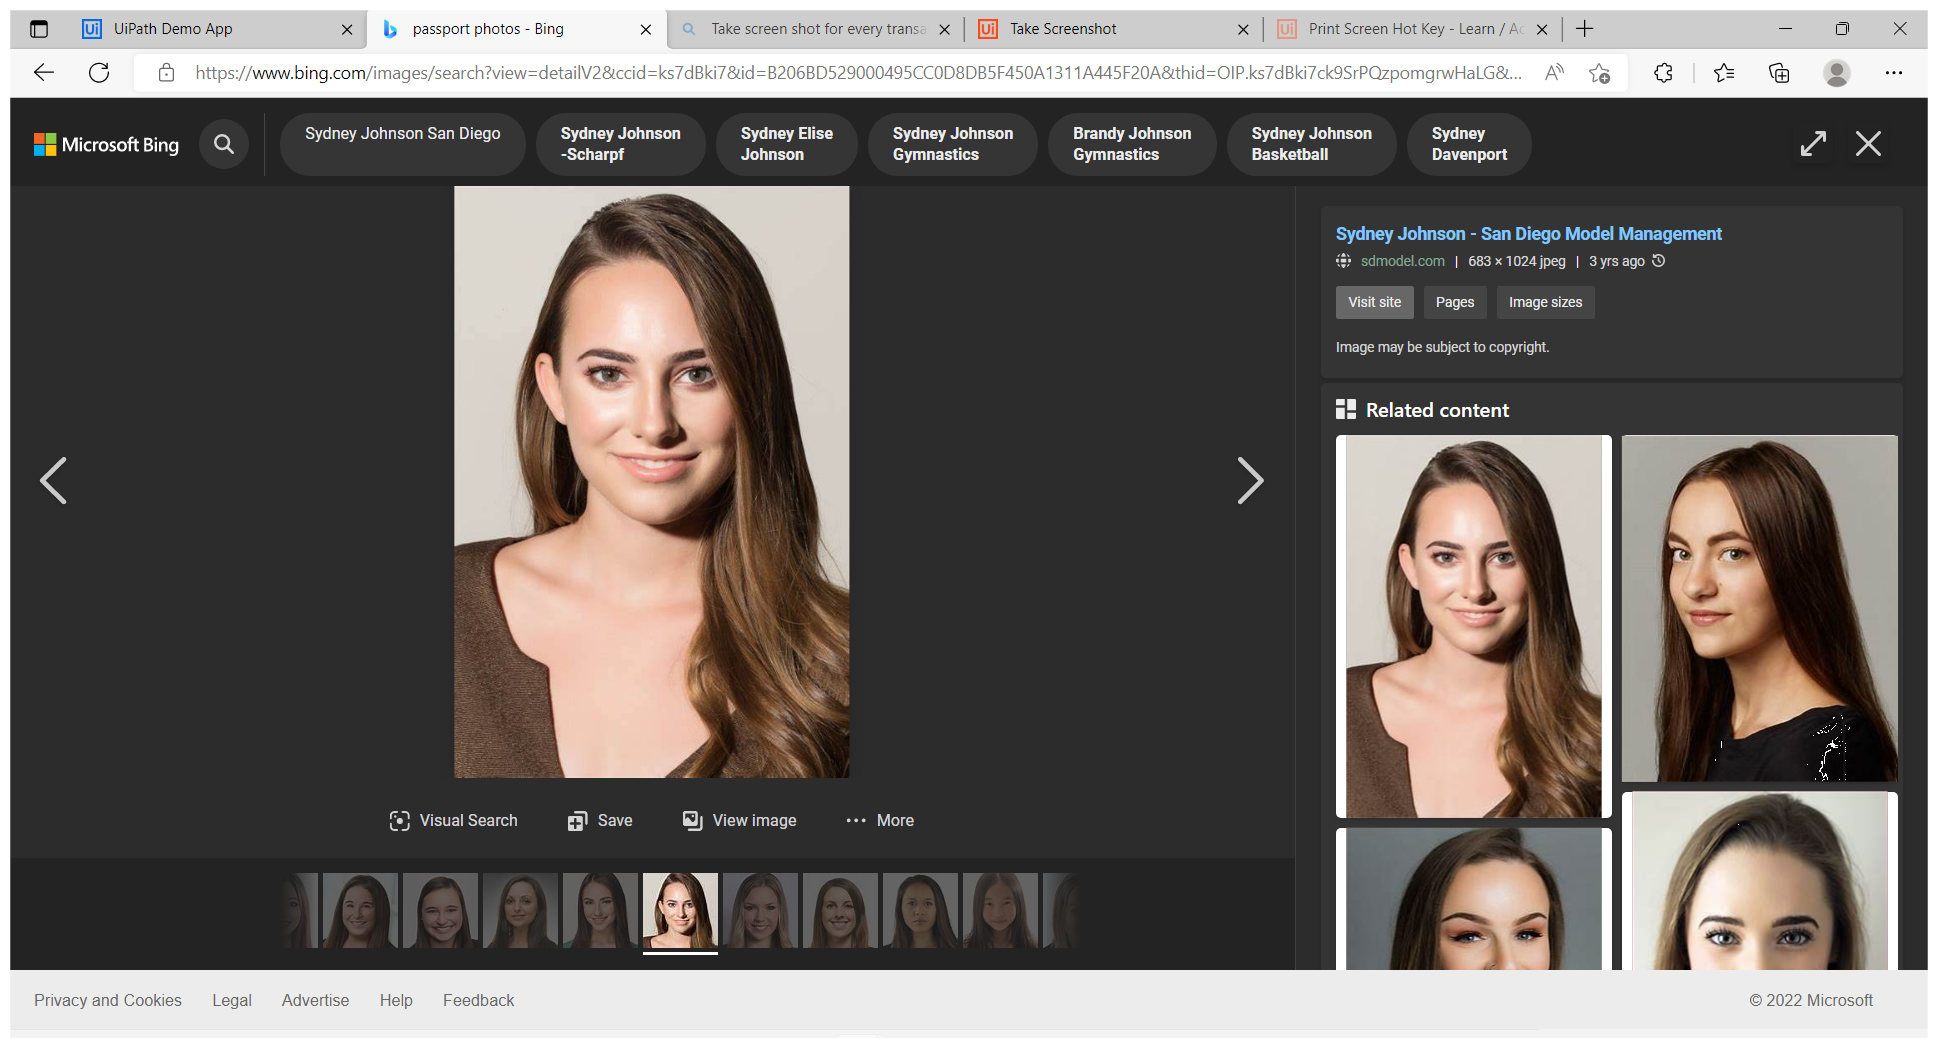 UiPath Demo App
passport photos - Bing
Take screen shot for every transa
Take Screenshot
Print Screen Hot Key - Learn / Ac
https://www.bing.com/images/search?view=detailV2&ccid=ks7dBki7&id=B206BD529000495CC0D8DB5F450A1311A445F20A&thid=OIP.ks7dBki7ck9SrPQzpomgrwHaLG&...
Microsoft Bing
Sydney Johnson San Diego
Sydney Johnson
-Scharpf
Sydney Elise
Johnson
Sydney Johnson
Gymnastics
Brandy Johnson
Gymnastics
Sydney Johnson
Basketball
Sydney
Davenport
Sydney Johnson - San Diego Model Management
sdmodel.com | 683 × 1024 jpeg | 3 yrs ago
Visit site
Pages
Image sizes
Image may be subject to copyright.
Related content
Visual Search
Save
View image
More
Privacy and Cookies
Legal
Advertise
Help
Feedback
© 2022 Microsoft